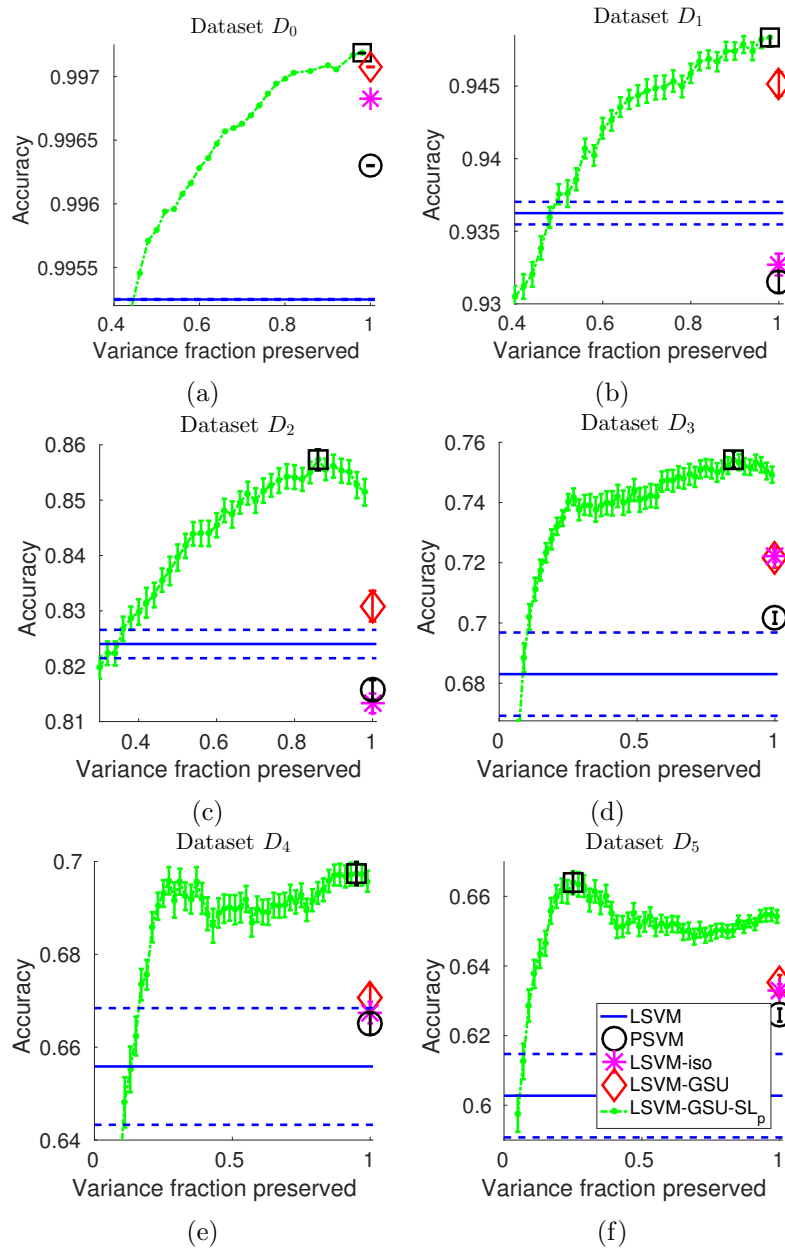 Dataset D0
Accuracy
0.997
0.9965
0.996
0.9955
0.4 0.6 0.8 1
Variance fraction preserved
(a)
Dataset D1
Accuracy
0.945
0.94
0.935
0.93
0.4 0.6 0.8 1
Variance fraction preserved
(b)
Dataset D2
Accuracy
0.86
0.85
0.84
0.83
0.82
0.81
0.4 0.6 0.8 1
Variance fraction preserved
(c)
Dataset D3
Accuracy
0.76
0.74
0.72
0.7
0.68
0 0.5 1
Variance fraction preserved
(d)
Dataset D4
Accuracy
0.7
0.68
0.66
0.64
0 0.5 1
Variance fraction preserved
(e)
Dataset D5
Accuracy
0.66
0.64
0.62
0.6
0 0.5 1
Variance fraction preserved
LSVM
PSVM
LSVM-iso
LSVM-GSU
LSVM-GSU-SLp
(f)